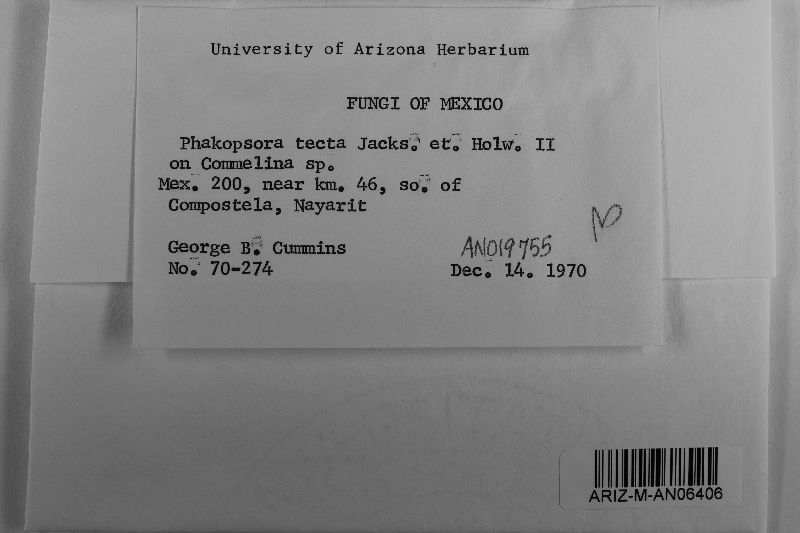 University of Arizona Herbarium
FUNGI OF MEXICO
Phakopsora tecta Jacks. et. Holw. II
on Commelina sp.
Mex. 200, near km. 46, so. of
Compostela, Nayarit
George B. Cummins
AN019755
No. 70-274
Dec. 14. 1970
ARIZ-M-AN06406